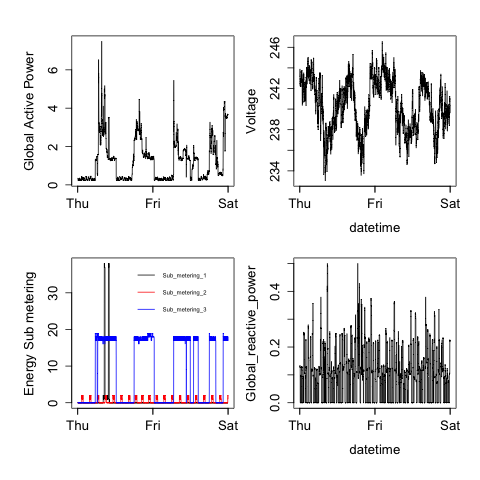 Global Active Power
0 2 4 6
Thu Fri Sat
Voltage
234 238 242 246
Thu Fri Sat
datetime
Energy Sub metering
0 10 20 30
Sub_metering_1
Sub_metering_2
Sub_metering_3
Thu Fri Sat
Global_reactive_power
0.0 0.2 0.4
Thu Fri Sat
datetime